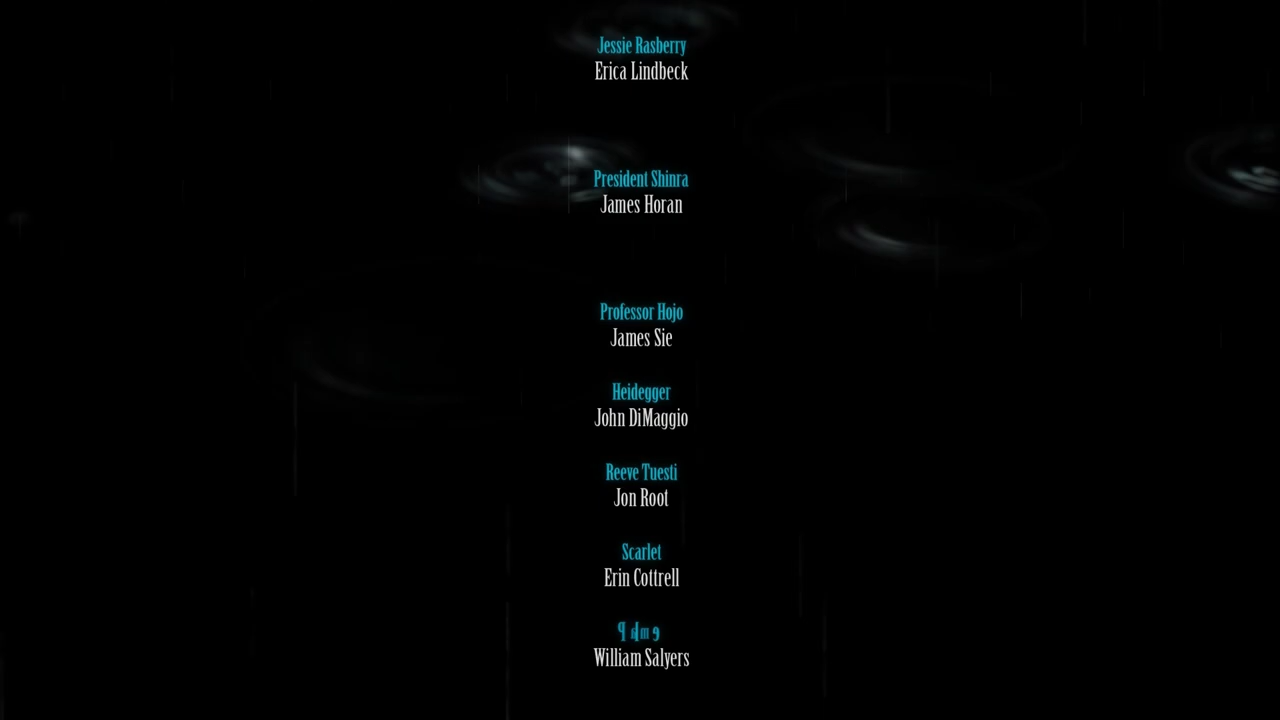 Jessie Rasberry
Erica Lindbeck
President Shinra
James Horan
Professor Hojo
James Sie
Heidegger
John DiMaggio
Reeve Tuesti
Jon Root
Scarlet
Erin Cottrell
William Salyers